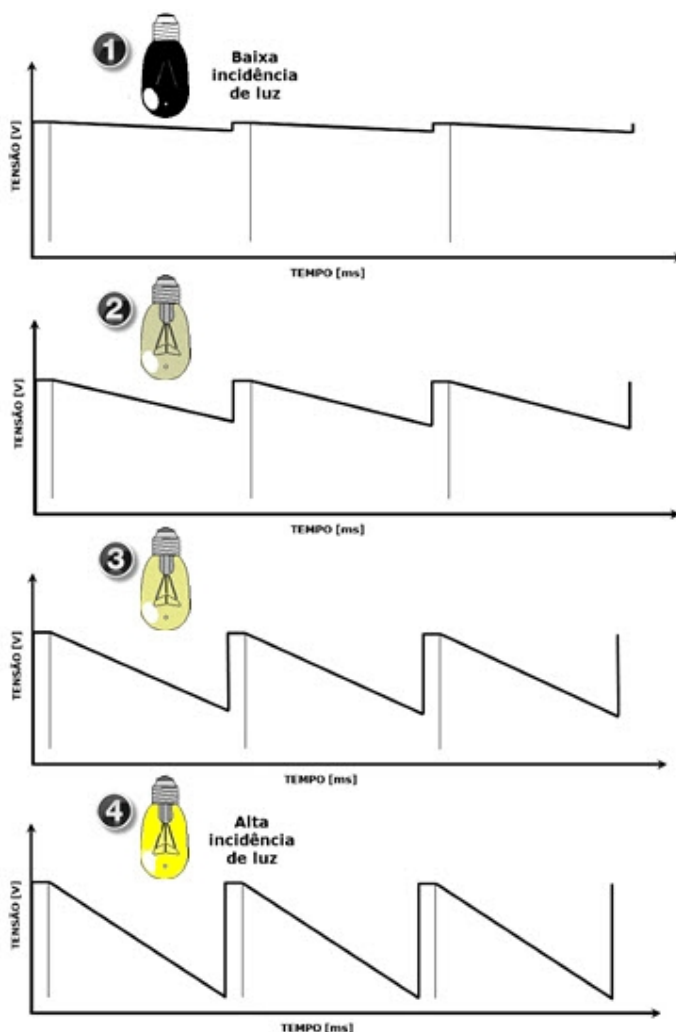 1
Baixa
incidência
de luz
TENSÃO [V]
TEMPO [ms]
2
TENSÃO [V]
TEMPO [ms]
3
TENSÃO [V]
TEMPO [ms]
4
Alta
incidência
de luz
TENSÃO [V]
TEMPO [ms]